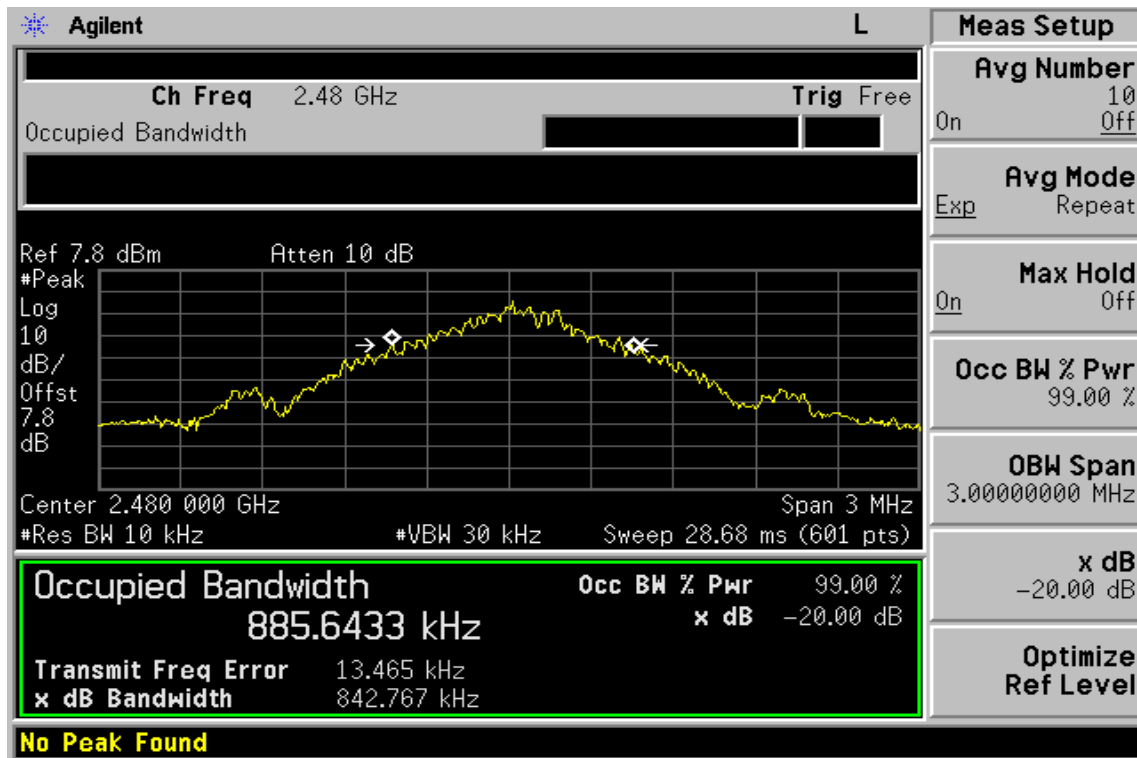 Agilent L
Ch Freq 2.48 GHz Trig Free
Occupied Bandwidth
Ref 7.8 dBm Atten 10 dB
#Peak
Log
10
dB/
Offst
7.8
dB
Center 2.480 000 GHz Span 3 MHz
#Res BW 10 kHz #VBW 30 kHz Sweep 28.68 ms (601 pts)
Occupied Bandwidth
885.6433 kHz
Occ BW % Pwr 99.00 %
x dB -20.00 dB
Transmit Freq Error 13.465 kHz
x dB Bandwidth 842.767 kHz
No Peak Found
Meas Setup
Avg Number
10
On Off
Avg Mode
Exp Repeat
Max Hold
On Off
Occ BW % Pwr
99.00 %
OBW Span
3.00000000 MHz
x dB
-20.00 dB
Optimize
Ref Level